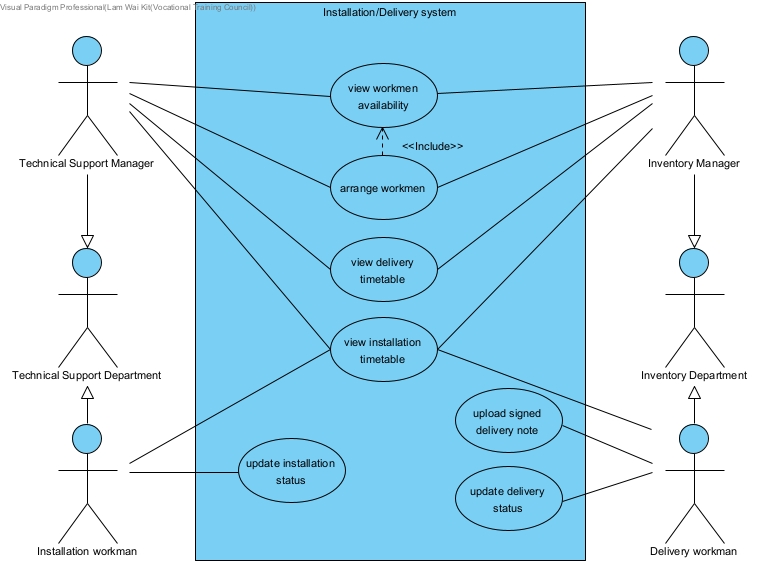 Visual Paradigm Professional(Lam Wai Kit(Vocational Training Council))
Installation/Delivery system
view workmen
availability
<<Include>>
Technical Support Manager
Inventory Manager
arrange workmen
view delivery
timetable
view installation
timetable
Technical Support Department
Inventory Department
upload signed
delivery note
update installation
status
update delivery
status
Installation workman
Delivery workman